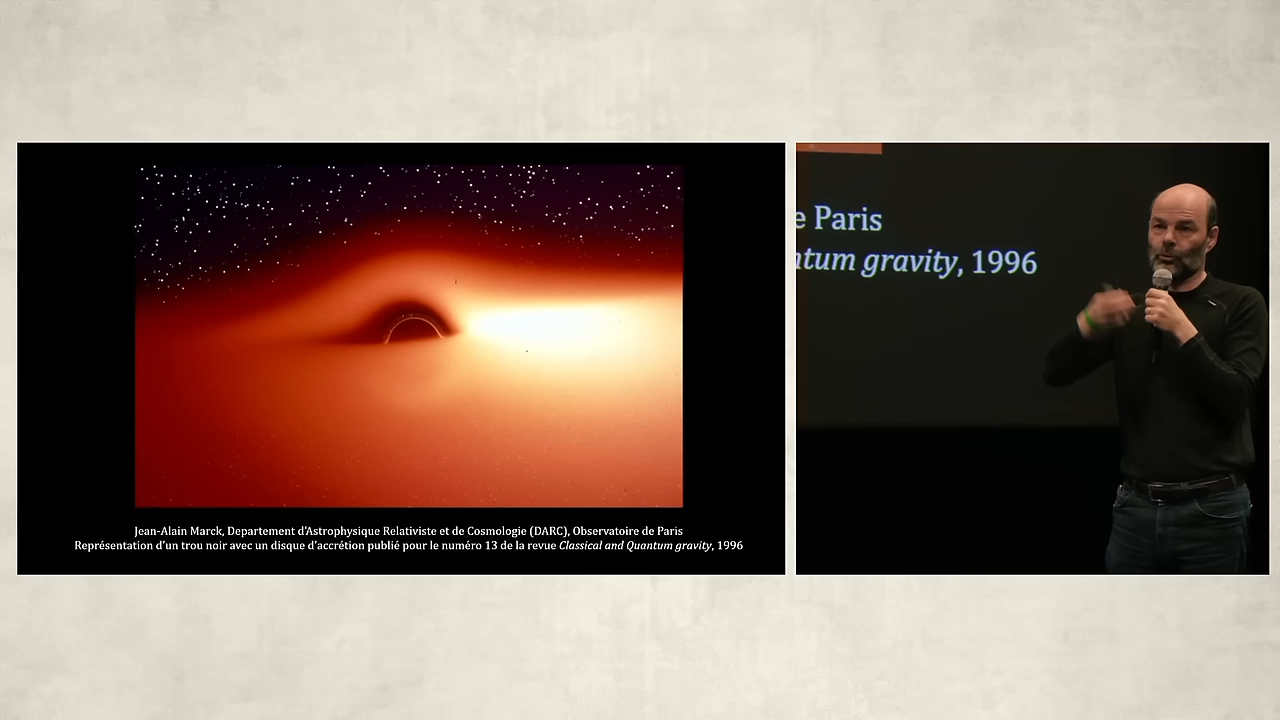 Jean-Alain Marck, Departement d'Astrophysique Relativiste et de Cosmologie (DARC), Observatoire de Paris
Représentation d'un trou noir avec un disque d'accrétion publié pour le numéro 13 de la revue Classical and Quantum gravity, 1996
e Paris
ntum gravity, 1996